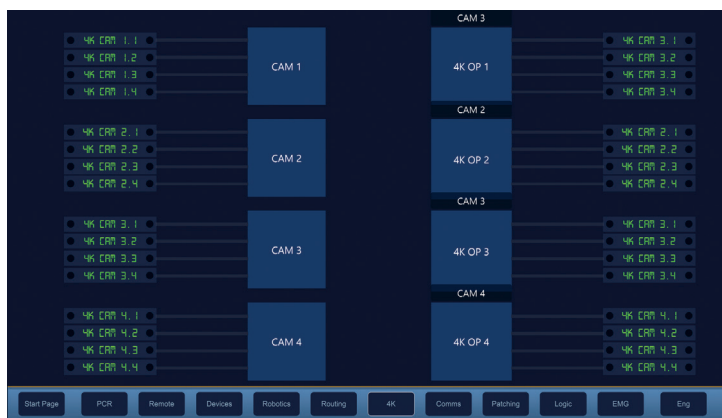 CAM 3
4K CAM 1.1
4K CAM 1.2
4K CAM 1.3
4K CAM 1.4
CAM 1
4K OP 1
4K CAM 3.1
4K CAM 3.2
4K CAM 3.3
4K CAM 3.4
CAM 2
4K CAM 2.1
4K CAM 2.2
4K CAM 2.3
4K CAM 2.4
CAM 2
4K OP 2
4K CAM 2.1
4K CAM 2.2
4K CAM 2.3
4K CAM 2.4
CAM 3
4K CAM 3.1
4K CAM 3.2
4K CAM 3.3
4K CAM 3.4
CAM 3
4K OP 3
4K CAM 3.1
4K CAM 3.2
4K CAM 3.3
4K CAM 3.4
CAM 4
4K CAM 4.1
4K CAM 4.2
4K CAM 4.3
4K CAM 4.4
CAM 4
4K OP 4
4K CAM 4.1
4K CAM 4.2
4K CAM 4.3
4K CAM 4.4
Start Page PCR Remote Devices Robotics Routing 4K Comms Patching Logic EMG Eng